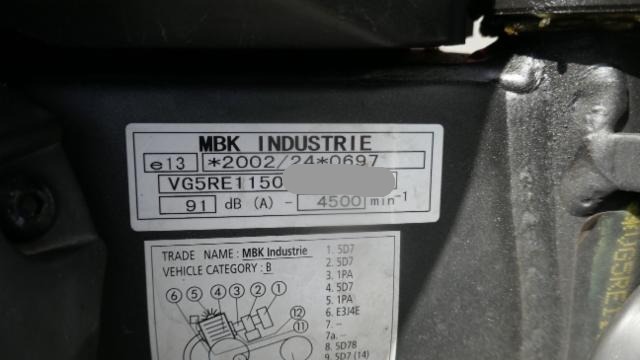 MBK INDUSTRIE
e13 *2002/24*0697
VG5RE1150
91 dB (A) - 4500 min-1
TRADE NAME : MBK Industrie
VEHICLE CATEGORY : B
1. 5D7
2. 5D7
3. 1PA
4. 5D7
5. 1PA
6. E3J4E
7. -
7a. -
8. 5D78
9. 5D7 (14)
6 5 4 3 2 1
12
11
*VG5RE11